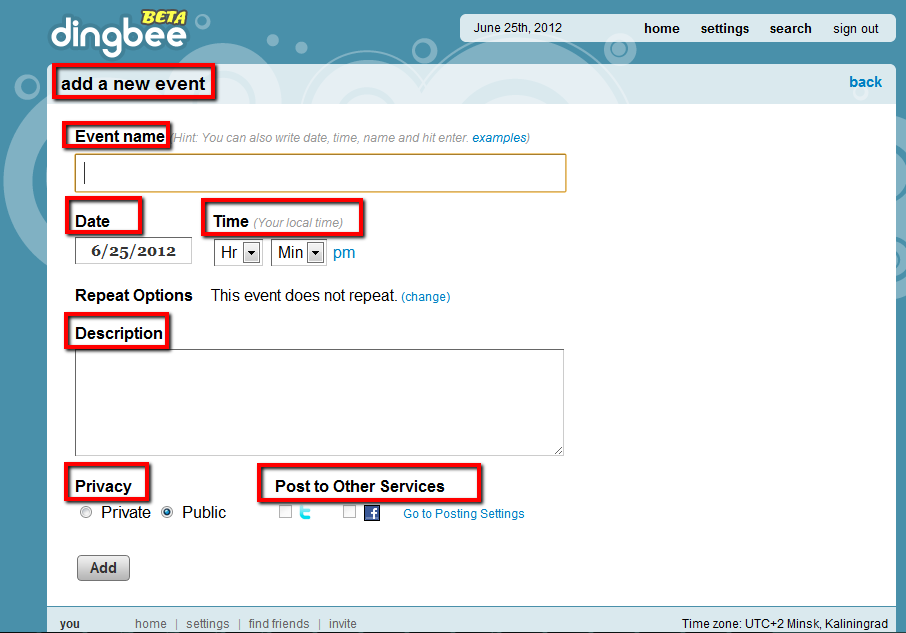 BETA
dingbee
June 25th, 2012 home settings search sign out
add a new event back
Event name (Hint: You can also write date, time, name and hit enter. examples)
Date Time (Your local time)
6/25/2012 Hr Min pm
Repeat Options This event does not repeat. (change)
Description
Privacy Post to Other Services
Private Public t f Go to Posting Settings
Add
you home | settings | find friends | invite Time zone: UTC+2 Minsk, Kaliningrad